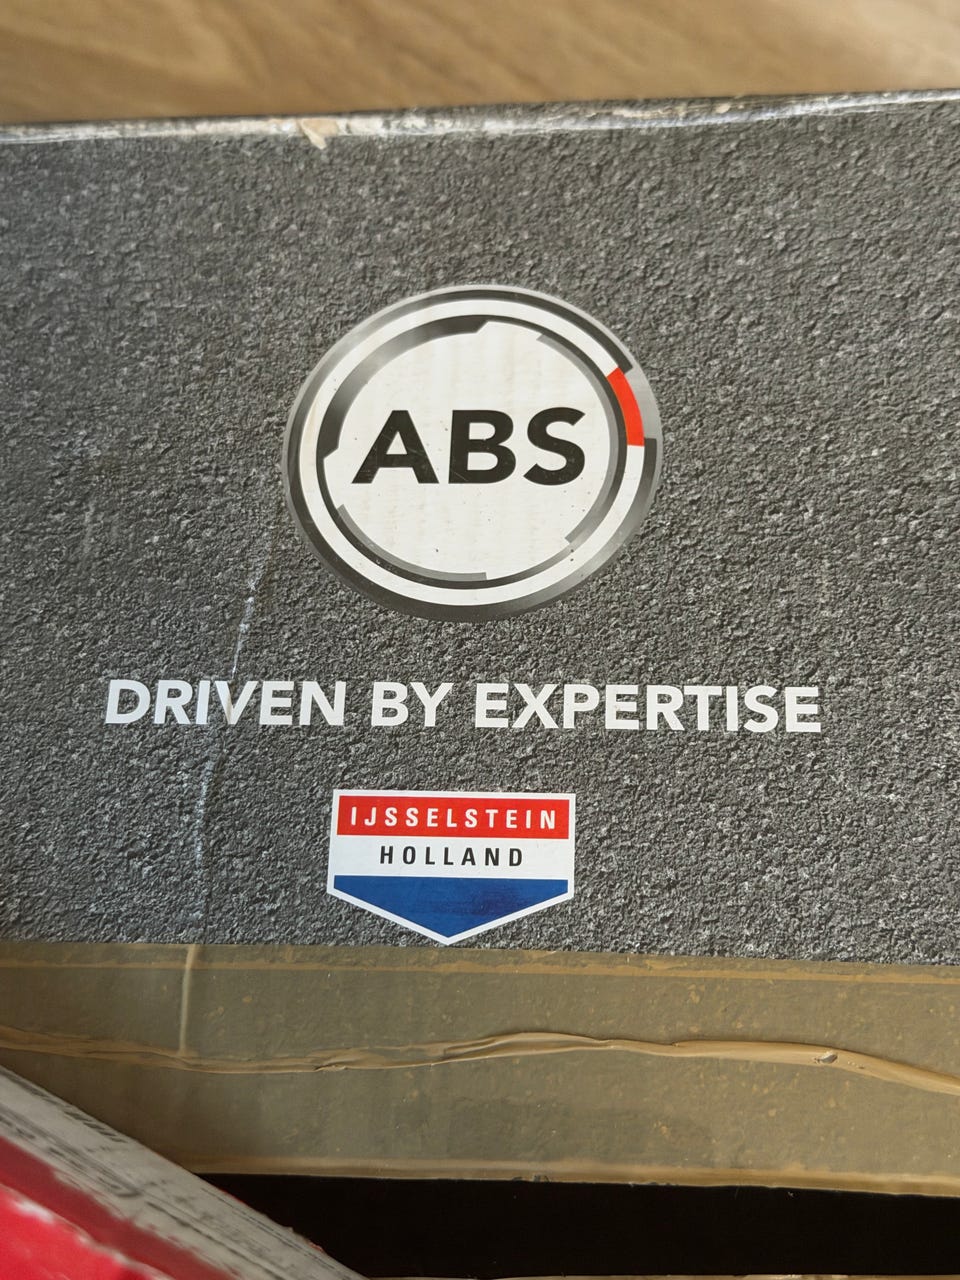 ABS
DRIVEN BY EXPERTISE
IJSSELSTEIN
HOLLAND